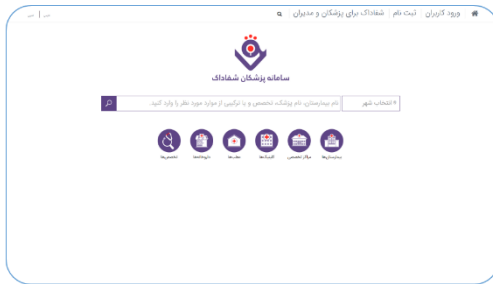 ورود کاربران ثبت نام شفاداک برای پزشکان و مدیران
سامانه پزشکان شفاداک
انتخاب شهر نام بیمارستان، نام پزشک، تخصص و یا ترکیبی از موارد مورد نظر را وارد کنید.
بیمارستان‌ها مراکز تخصصی کلینیک‌ها مطب‌ها داروخانه‌ها تخصص‌ها